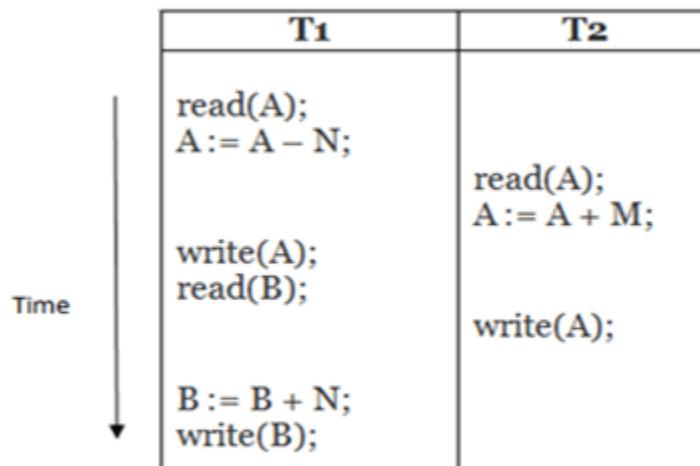 T1 T2
read(A);
A := A – N;
read(A);
A := A + M;
write(A);
read(B);
Time
write(A);
B := B + N;
write(B);